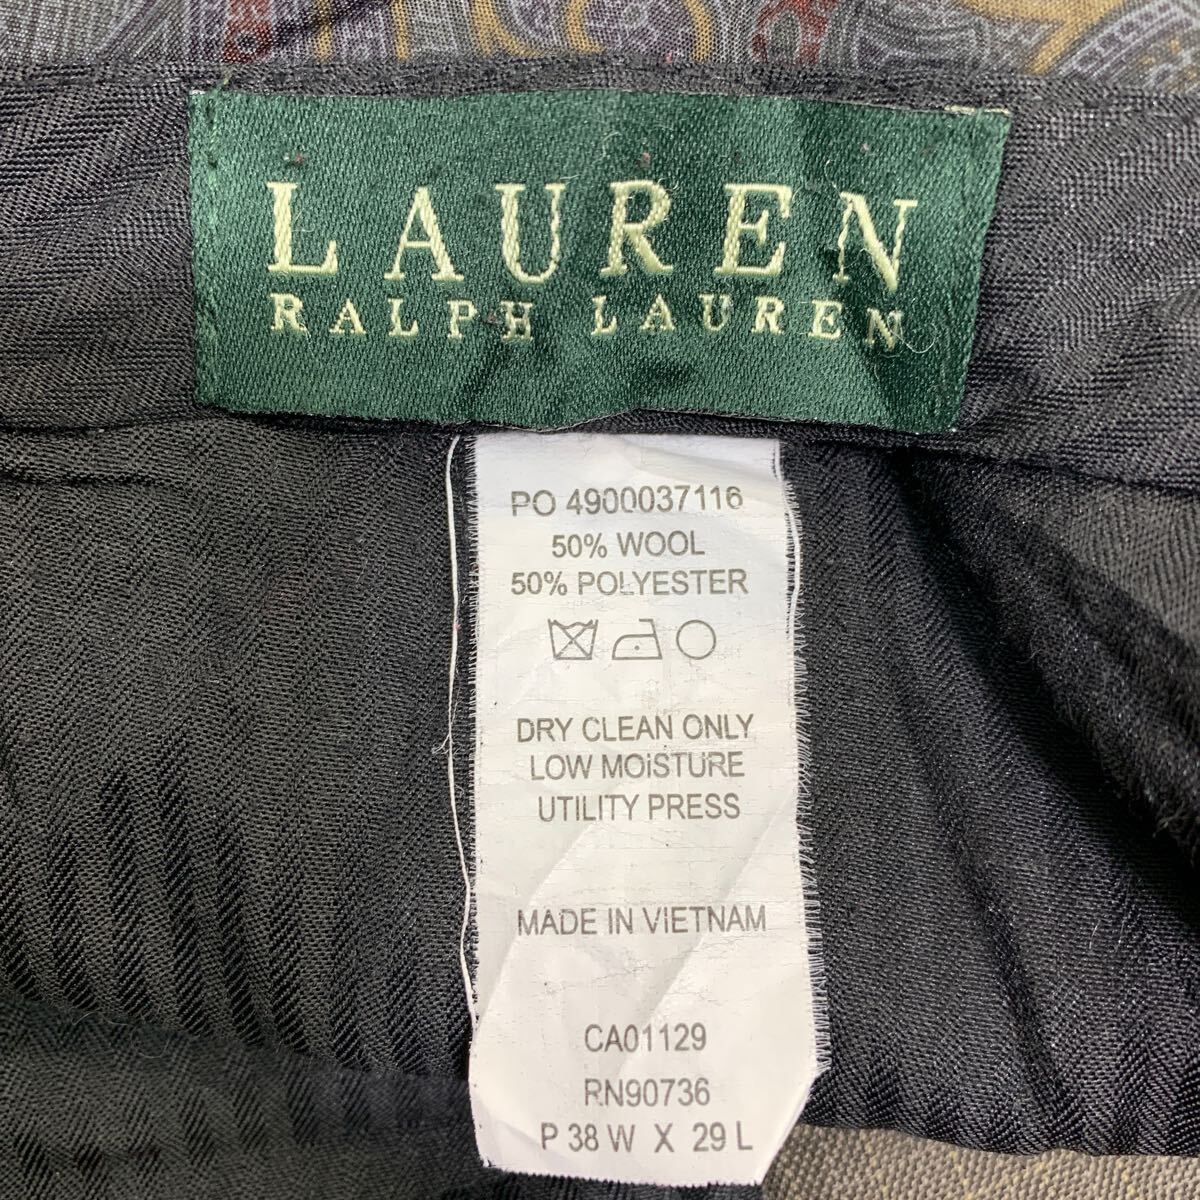 LAUREN
RALPH LAUREN
PO 4900037116
50% WOOL
50% POLYESTER
DRY CLEAN ONLY
LOW MOiSTURE
UTILITY PRESS
MADE IN VIETNAM
CA01129
RN90736
P 38 W X 29 L